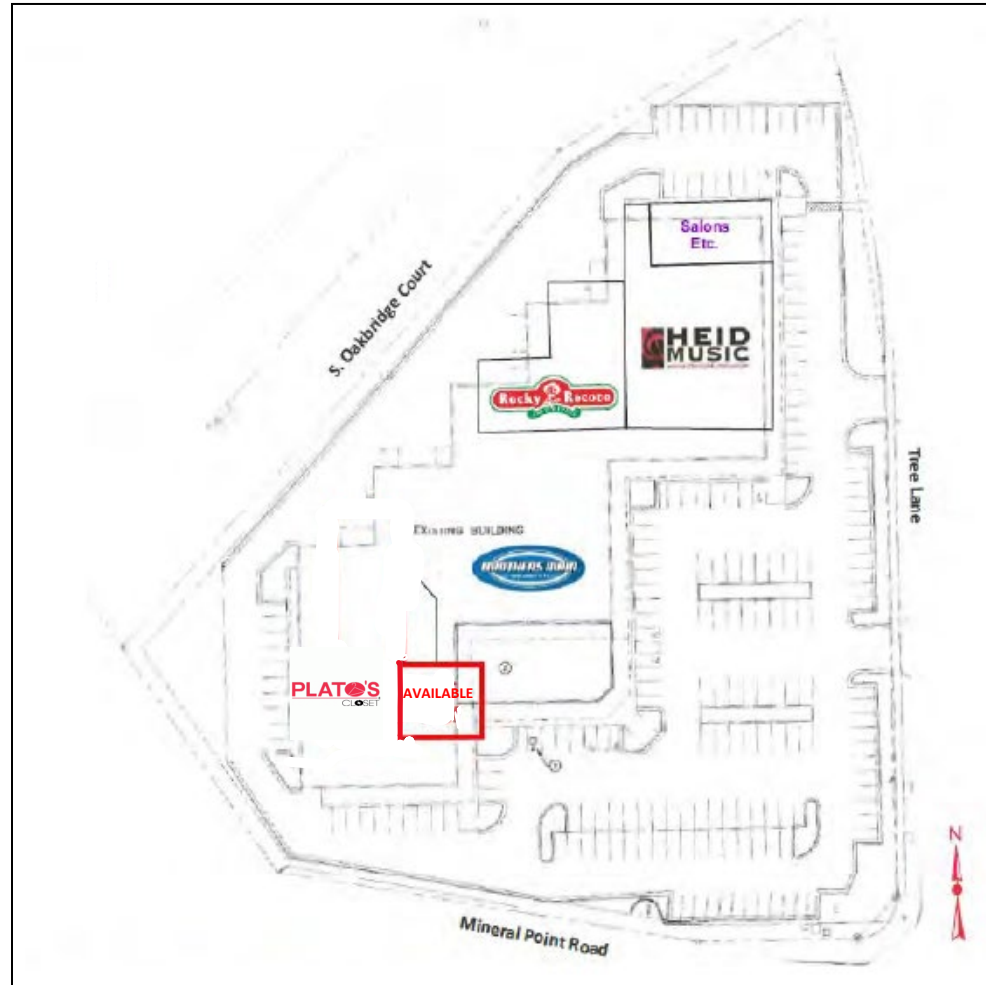 Salons
Etc.
S. Oakbridge Court
HEID
MUSIC
Rocky Rococo
Tree Lane
EXISTING BUILDING
PLATO'S
CLOSET
AVAILABLE
N
Mineral Point Road